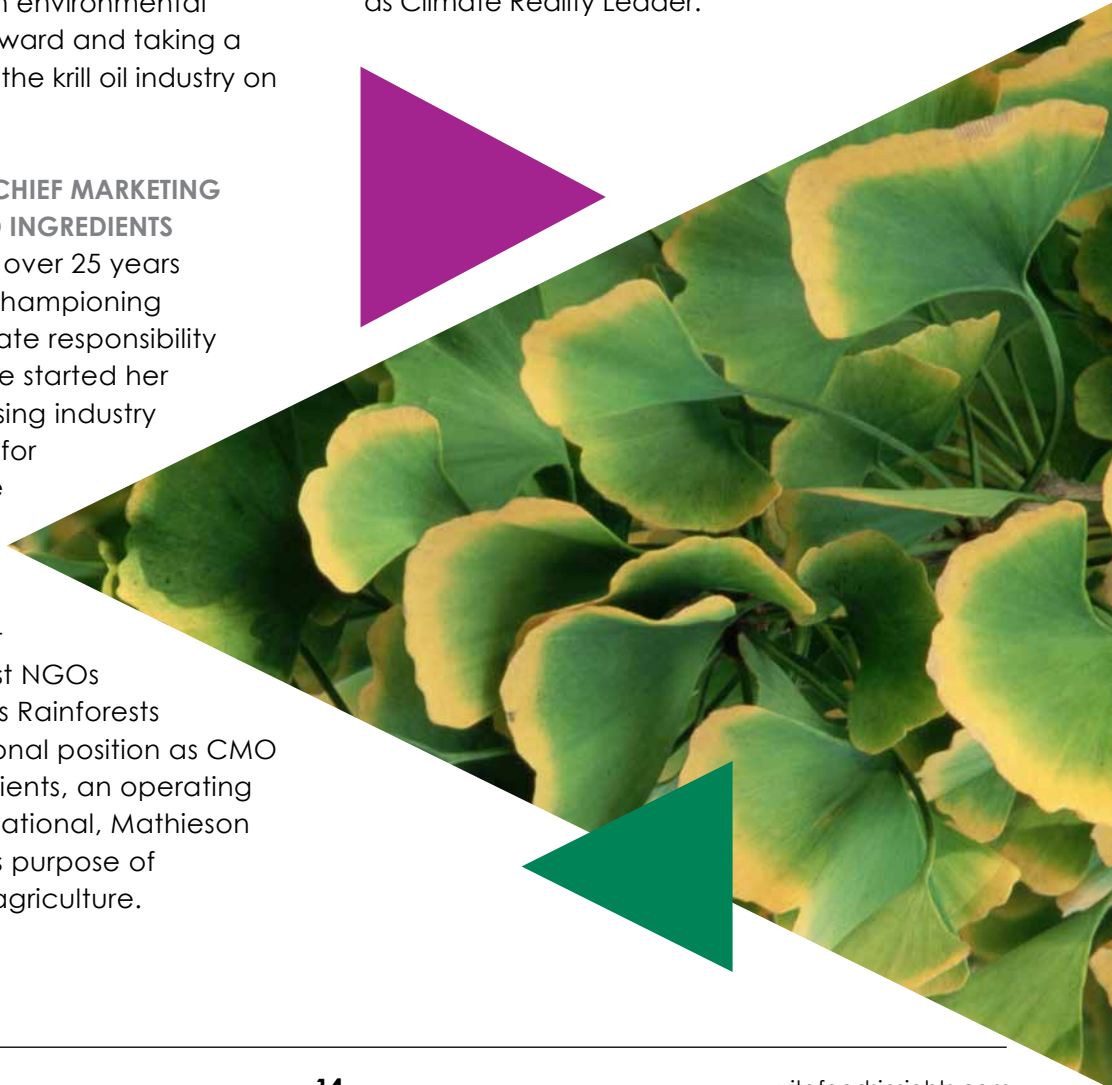 environmental
ward and taking a
the krill oil industry on
CHIEF MARKETING
INGREDIENTS
over 25 years
hampioning
ate responsibility
e started her
sing industry
for
e
st NGOs
s Rainforests
onal position as CMO
ients, an operating
ational, Mathieson
s purpose of
agriculture.
as Climate Reality Leader.
14